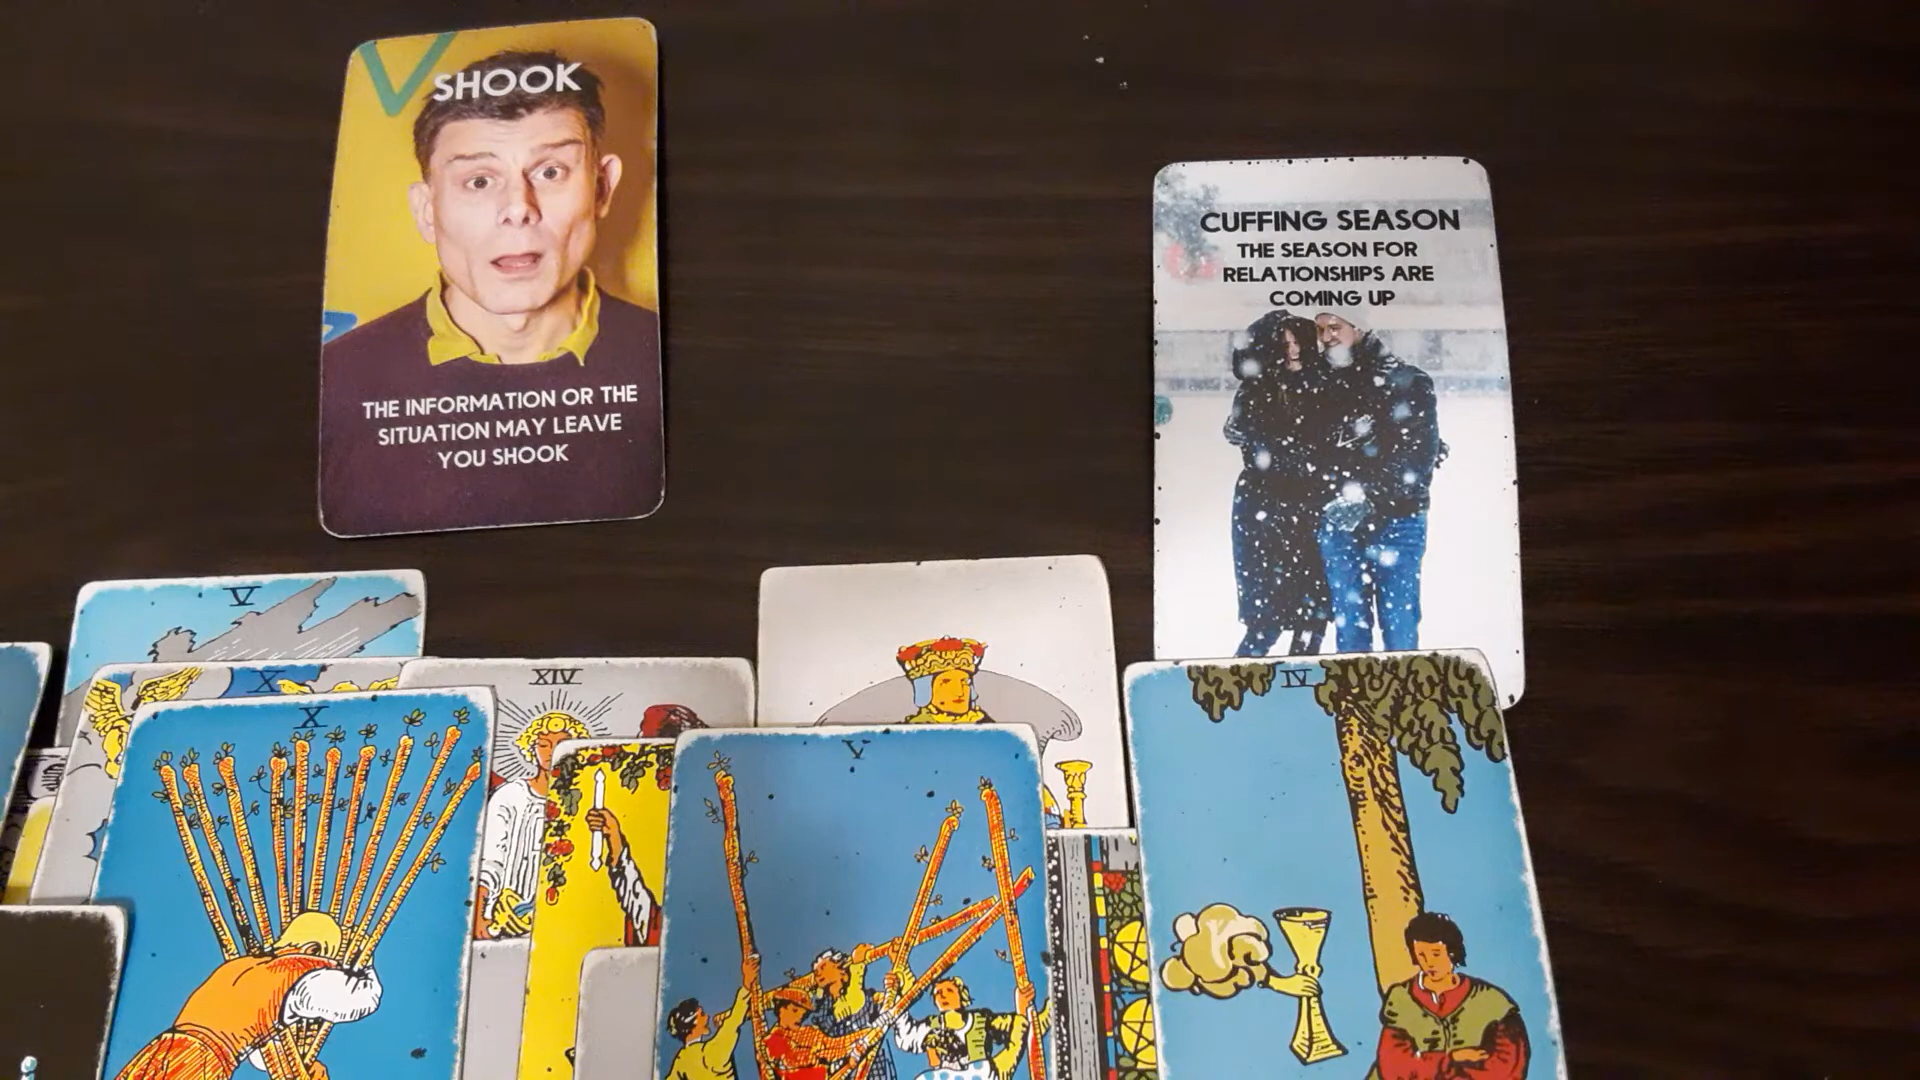 SHOOK
THE INFORMATION OR THE
SITUATION MAY LEAVE
YOU SHOOK
CUFFING SEASON
THE SEASON FOR
RELATIONSHIPS ARE
COMING UP
V
X
X
XIV
V
IV